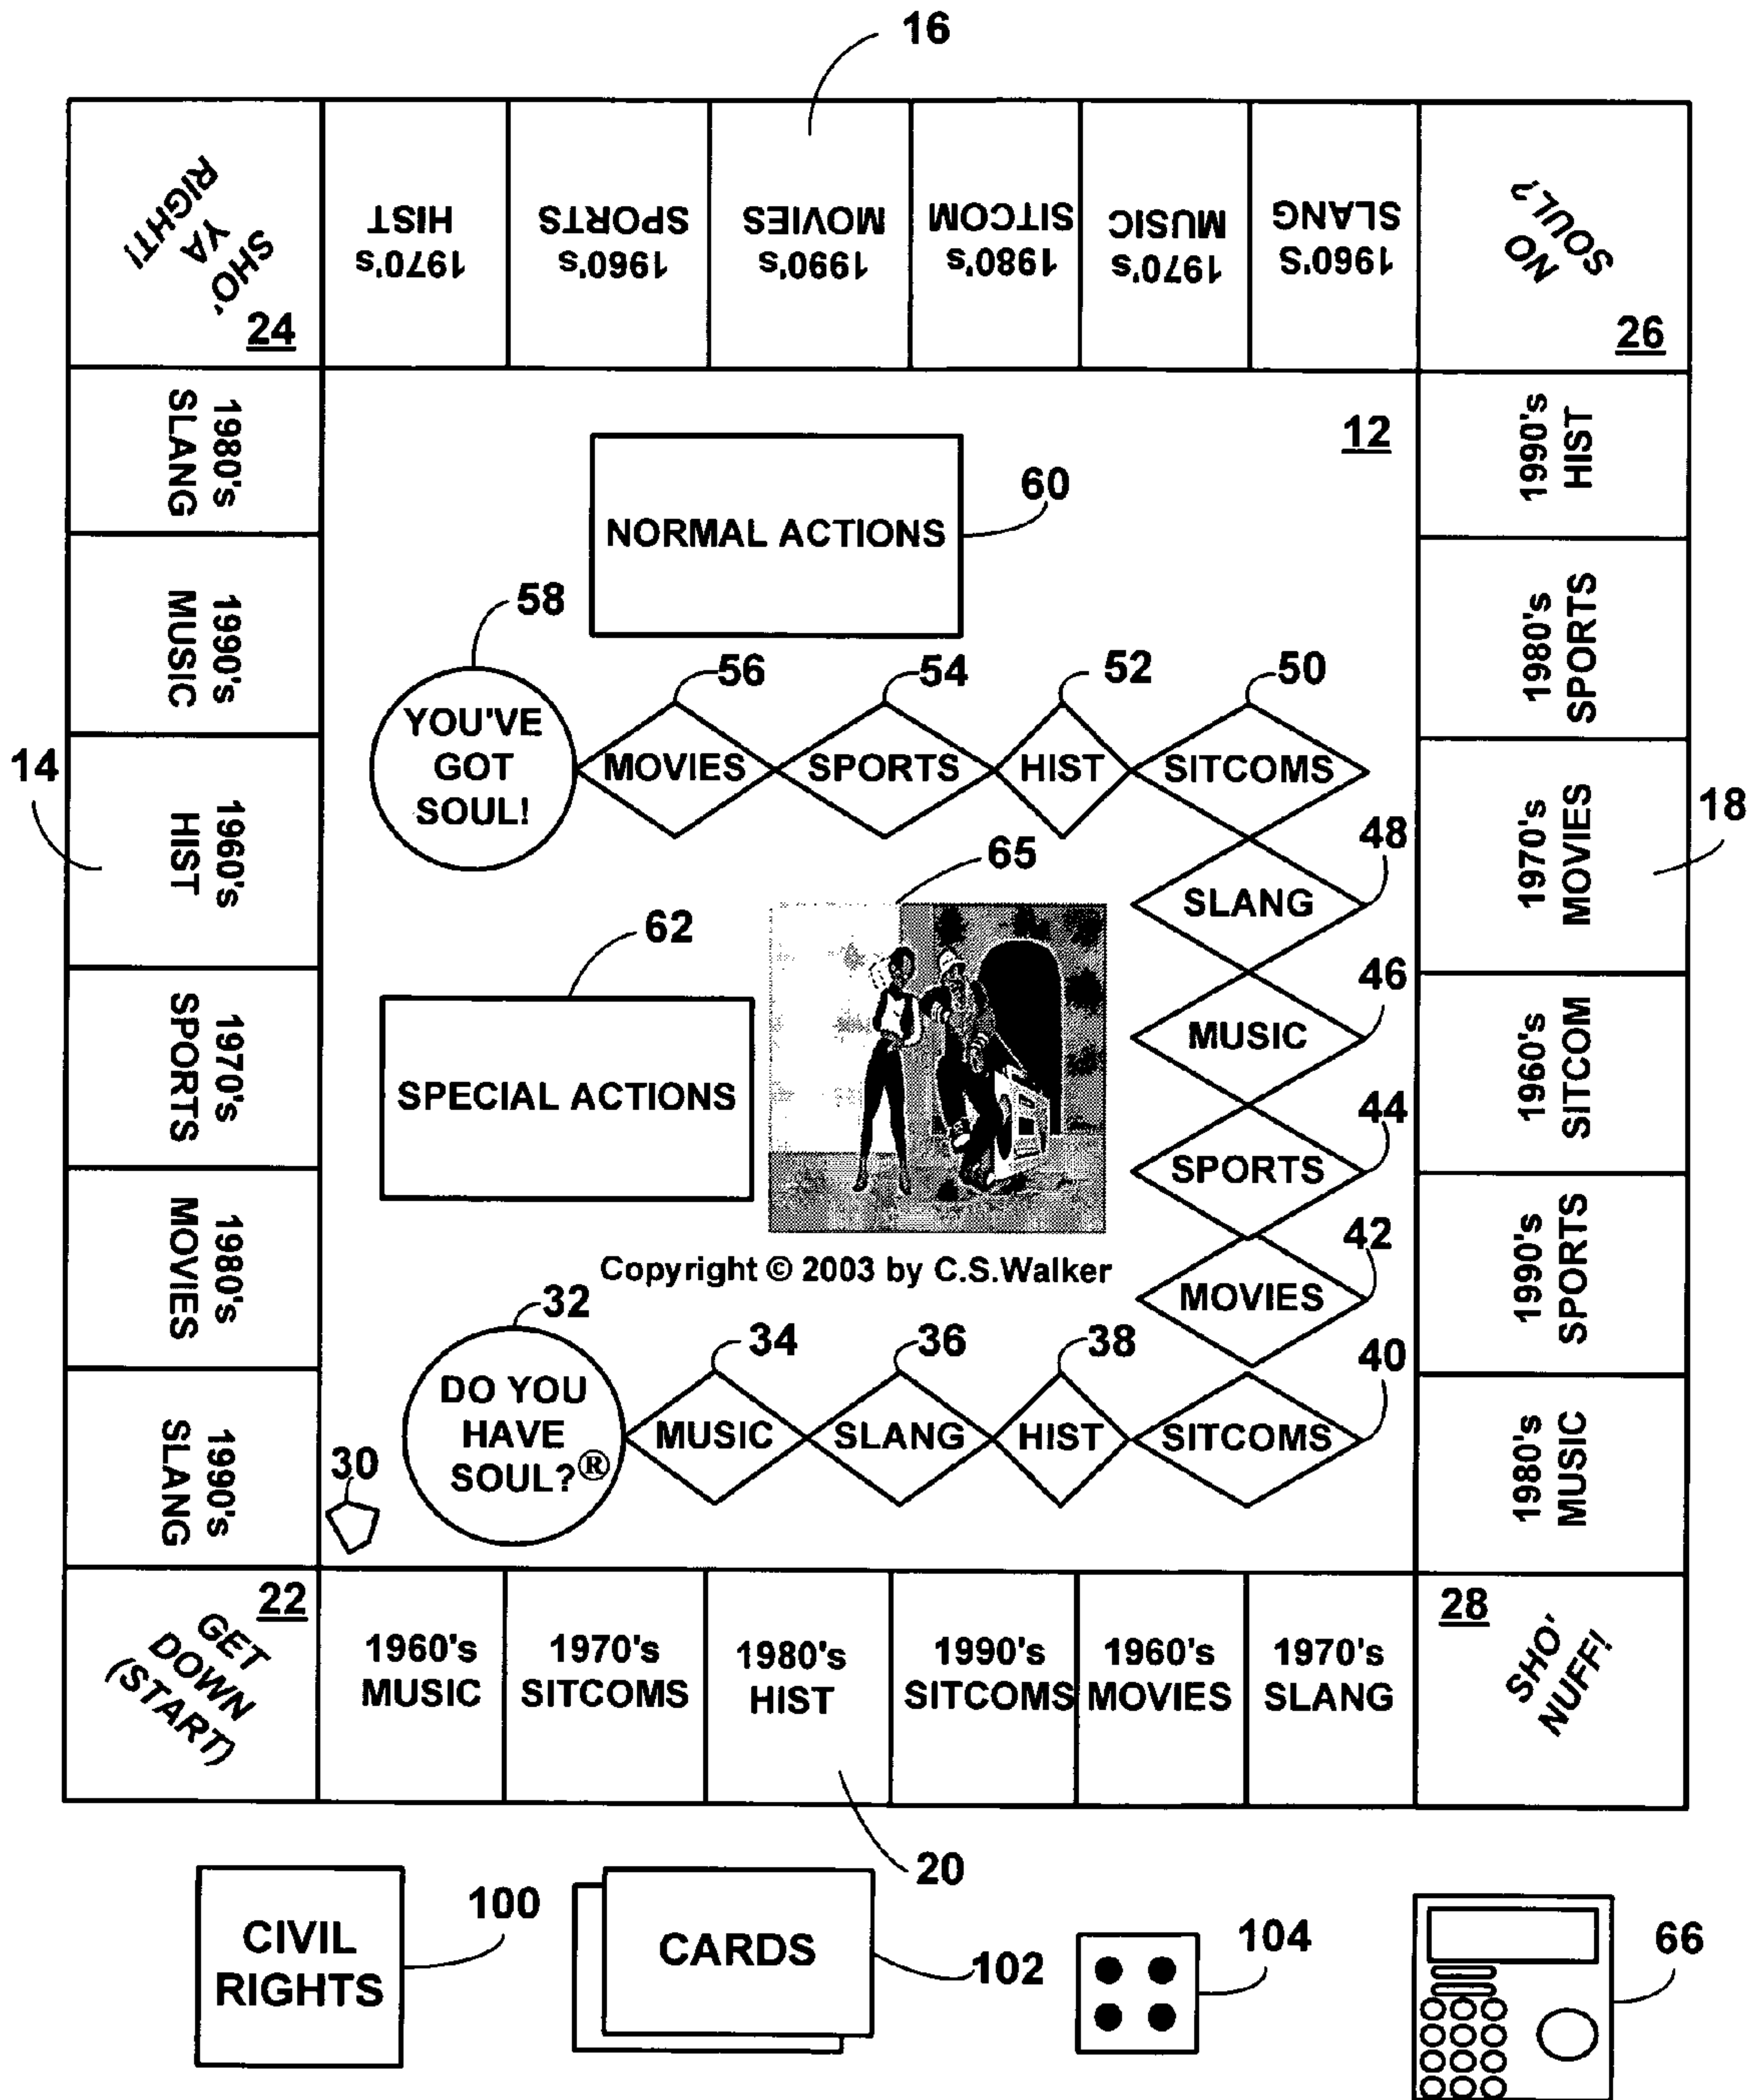 16
SHO'
YA
RIGHT!
24
1970's
HIST
1960's
SPORTS
1990's
MOVIES
1980's
SITCOM
1970's
MUSIC
1960'S
SLANG
NO
SOUL?
26
1980's
SLANG
1990's
MUSIC
14
1960's
HIST
1970's
SPORTS
1980's
MOVIES
1990's
SLANG
12
NORMAL ACTIONS
60
58
YOU'VE
GOT
SOUL!
56
MOVIES
54
SPORTS
52
HIST
50
SITCOMS
48
SLANG
65
62
SPECIAL ACTIONS
46
MUSIC
44
SPORTS
42
MOVIES
Copyright © 2003 by C.S.Walker
32
DO YOU
HAVE
SOUL?®
34
MUSIC
36
SLANG
38
HIST
40
SITCOMS
30
1990's
HIST
1980's
SPORTS
1970's
MOVIES
18
1960's
SITCOM
1990's
SPORTS
1980's
MUSIC
22
GET
DOWN
(START)
1960's
MUSIC
1970's
SITCOMS
1980's
HIST
1990's
SITCOMS
1960's
MOVIES
1970's
SLANG
28
SHO'
NUFF!
20
CIVIL
RIGHTS
100
CARDS
102
104
66